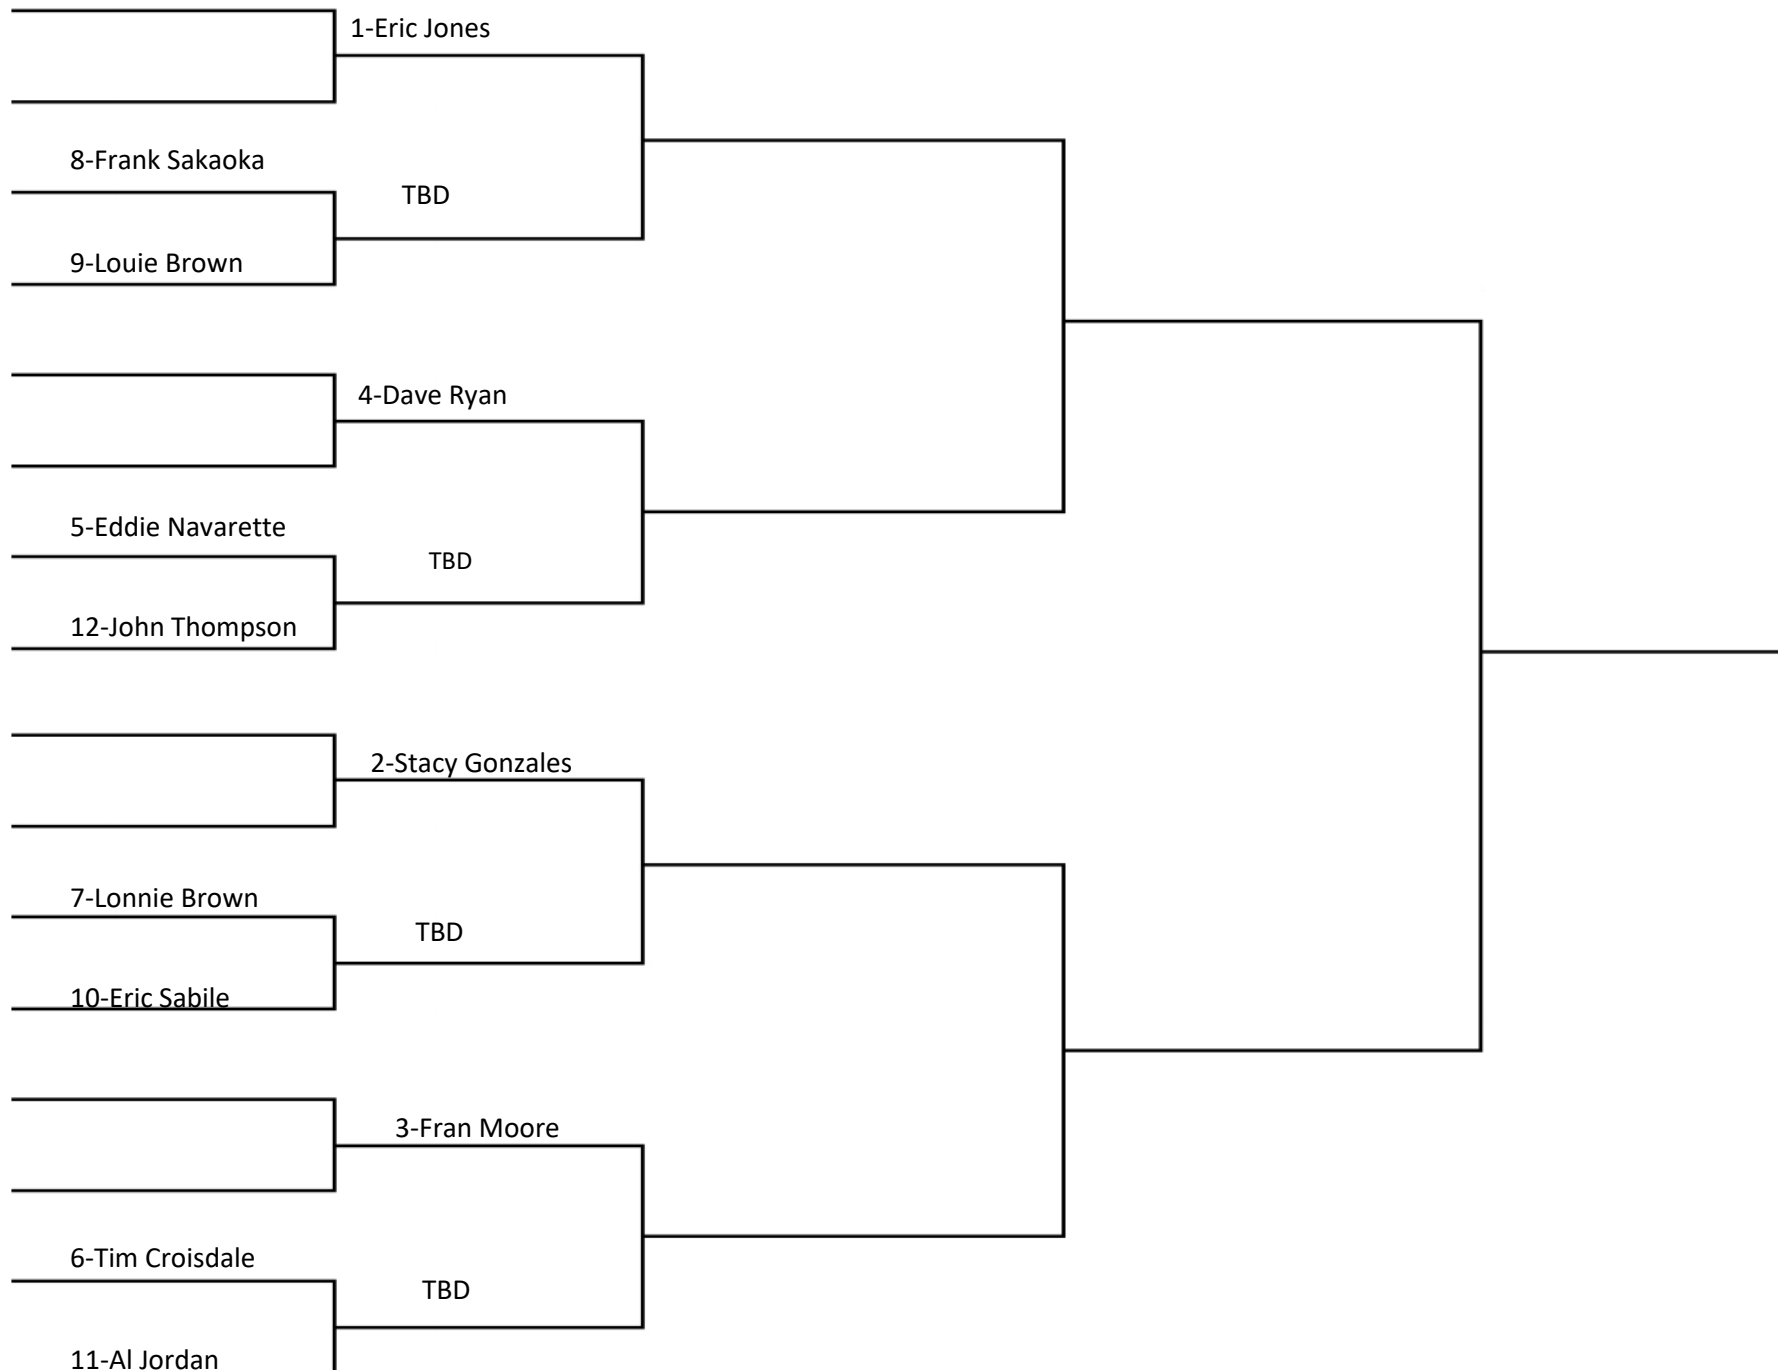 1-Eric Jones
8-Frank Sakaoka
TBD
9-Louie Brown
4-Dave Ryan
5-Eddie Navarette
TBD
12-John Thompson
2-Stacy Gonzales
7-Lonnie Brown
TBD
10-Eric Sabile
3-Fran Moore
6-Tim Croisdale
TBD
11-Al Jordan